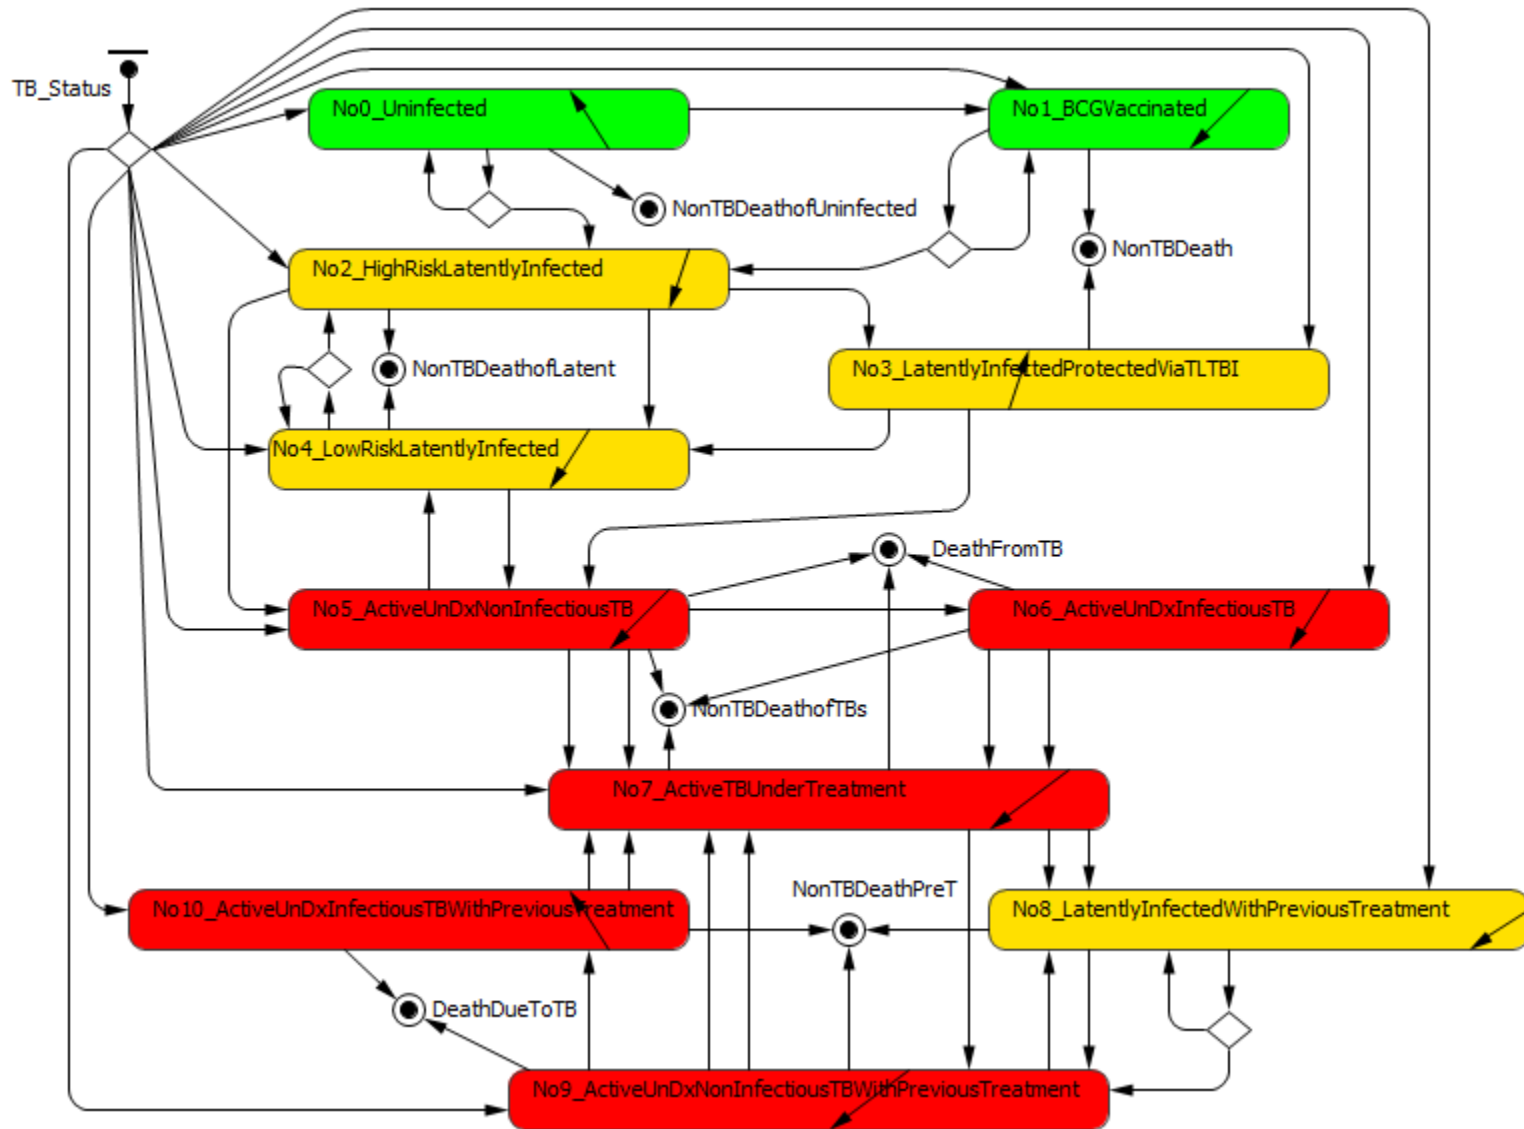 TB_Status
No0_Uninfected
No1_BCGVaccinated
NonTBDeathofUninfected
NonTBDeath
No2_HighRiskLatentlyInfected
NonTBDeathofLatent
No3_LatentlyInfectedProtectedViaTLTBI
No4_LowRiskLatentlyInfected
DeathFromTB
No5_ActiveUnDxNonInfectiousTB
No6_ActiveUnDxInfectiousTB
NonTBDeathofTBs
No7_ActiveTBUnderTreatment
NonTBDeathPreT
No10_ActiveUnDxInfectiousTBWithPreviousTreatment
No8_LatentlyInfectedWithPreviousTreatment
DeathDueToTB
No9_ActiveUnDxNonInfectiousTBWithPreviousTreatment